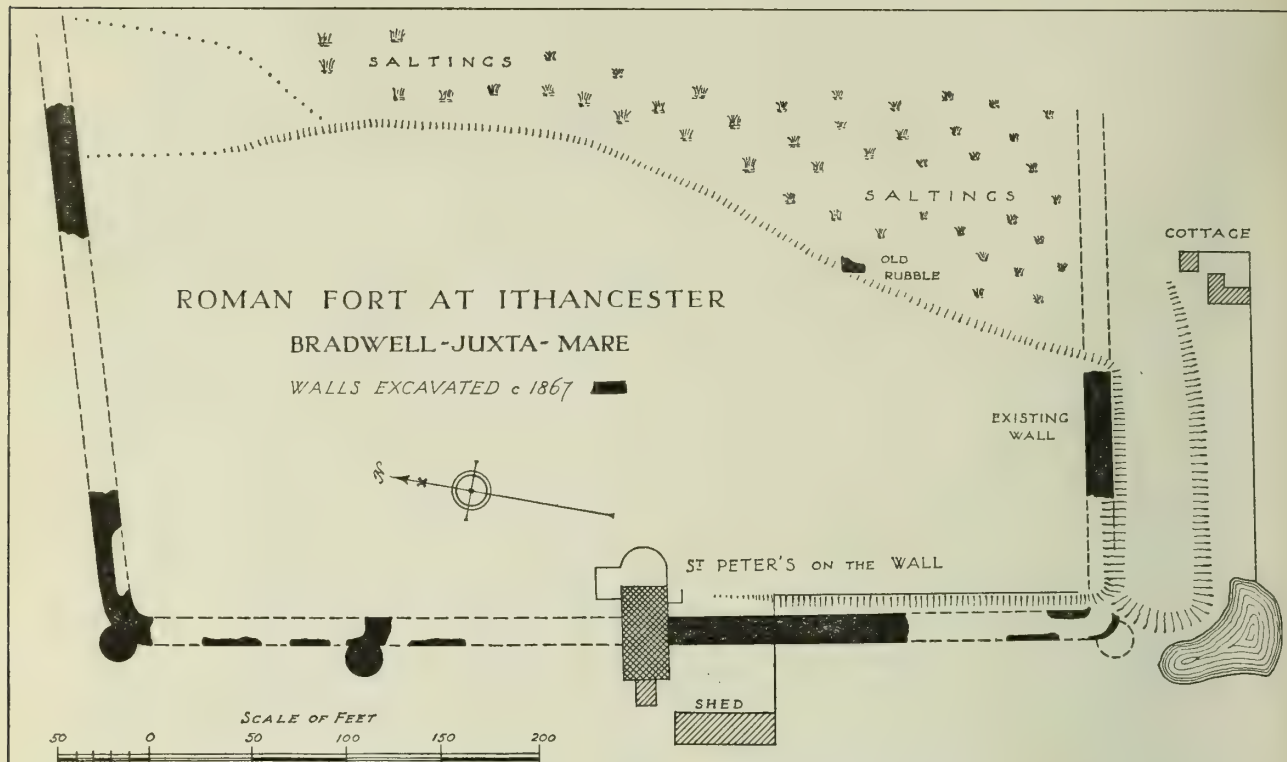 SALTINGS
SALTINGS
COTTAGE
OLD
RUBBLE
ROMAN FORT AT ITHANCESTER
BRADWELL-JUXTA-MARE
WALLS EXCAVATED c 1867
EXISTING
WALL
N
ST PETER'S ON THE WALL
SHED
SCALE OF FEET
50 0 50 100 150 200